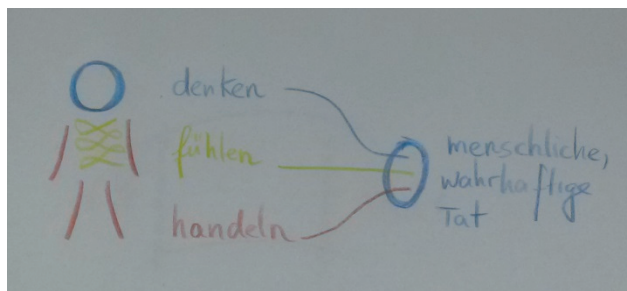 denken
fühlen
handeln
menschliche,
wahrhaftige
Tat